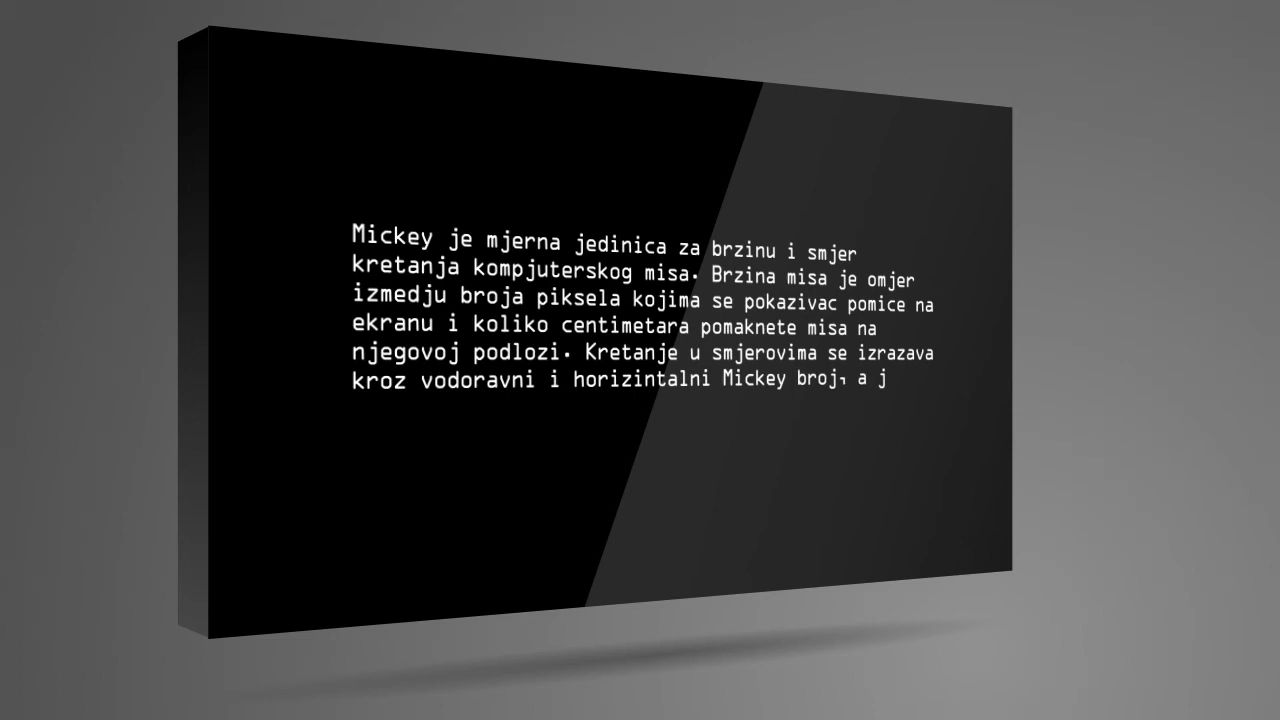 Mickey je mjerna jedinica za brzinu i smjer
kretanja kompjuterskog misa. Brzina misa je omjer
izmedju broja piksela kojima se pokazivac pomice na
ekranu i koliko centimetara pomaknete misa na
njegovoj podlozi. Kretanje u smjerovima se izrazava
kroz vodoravni i horizintalni Mickey broj, a j